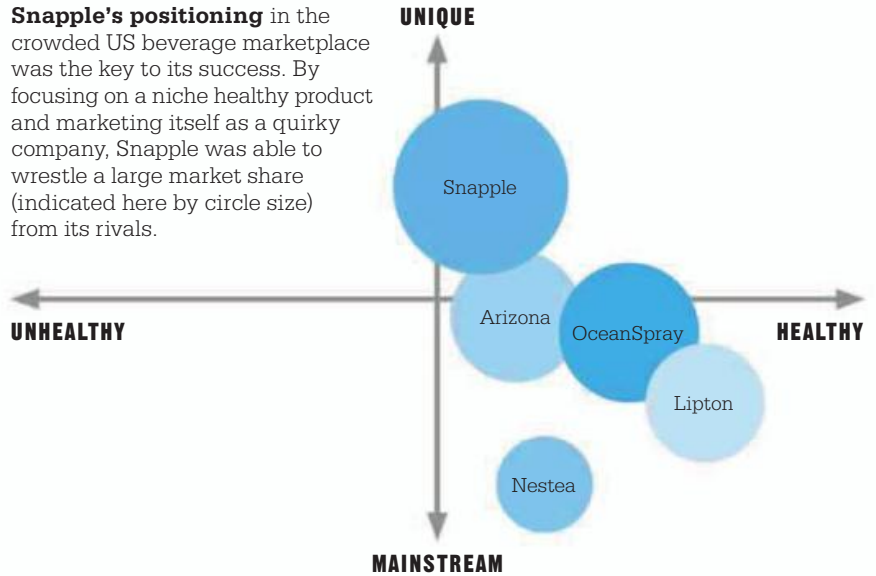 Snapple’s positioning in the
crowded US beverage marketplace
was the key to its success. By
focusing on a niche healthy product
and marketing itself as a quirky
company, Snapple was able to
wrestle a large market share
(indicated here by circle size)
from its rivals.
UNIQUE
Snapple
Arizona
OceanSpray
UNHEALTHY
HEALTHY
Lipton
Nestea
MAINSTREAM